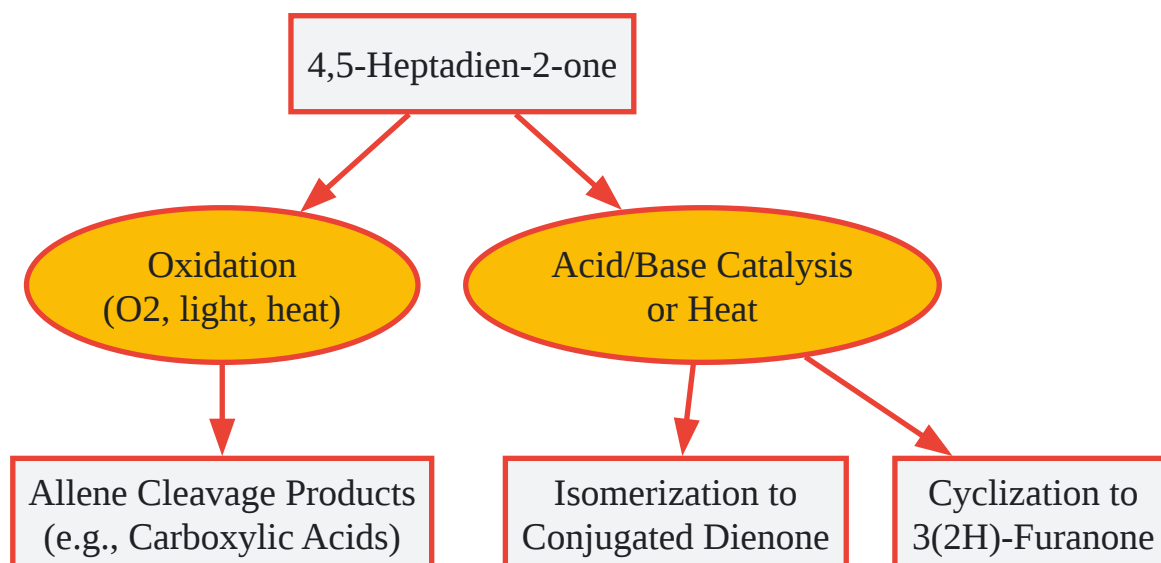 4,5-Heptadien-2-one
Oxidation
(O2, light, heat)
Acid/Base Catalysis
or Heat
Allene Cleavage Products
(e.g., Carboxylic Acids)
Isomerization to
Conjugated Dienone
Cyclization to
3(2H)-Furanone